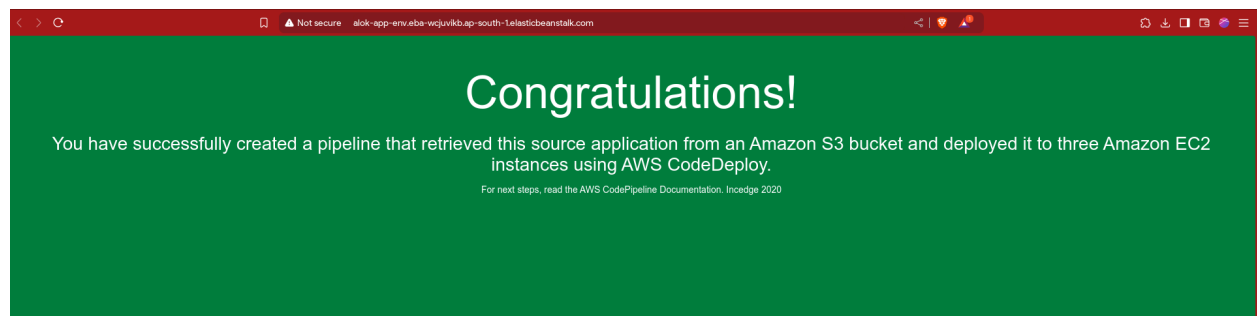 Not secure alok-app-env.eba-wcjuvikb.ap-south-1.elasticbeanstalk.com
Congratulations!
You have successfully created a pipeline that retrieved this source application from an Amazon S3 bucket and deployed it to three Amazon EC2
instances using AWS CodeDeploy.
For next steps, read the AWS CodePipeline Documentation. Incedge 2020